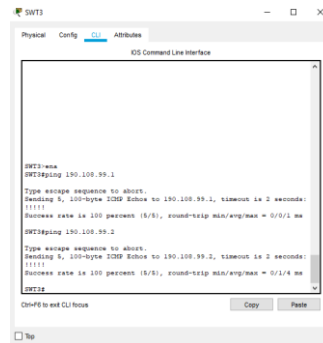 SWT3
Physical Config CLI Attributes
IOS Command Line Interface
SWT3>ena
SWT3#ping 190.108.99.1
Type escape sequence to abort.
Sending 5, 100-byte ICMP Echos to 190.108.99.1, timeout is 2 seconds:
!!!!!
Success rate is 100 percent (5/5), round-trip min/avg/max = 0/0/1 ms
SWT3#ping 190.108.99.2
Type escape sequence to abort.
Sending 5, 100-byte ICMP Echos to 190.108.99.2, timeout is 2 seconds:
!!!!!
Success rate is 100 percent (5/5), round-trip min/avg/max = 0/1/4 ms
SWT3#
Ctrl+F6 to exit CLI focus
Copy Paste
Top